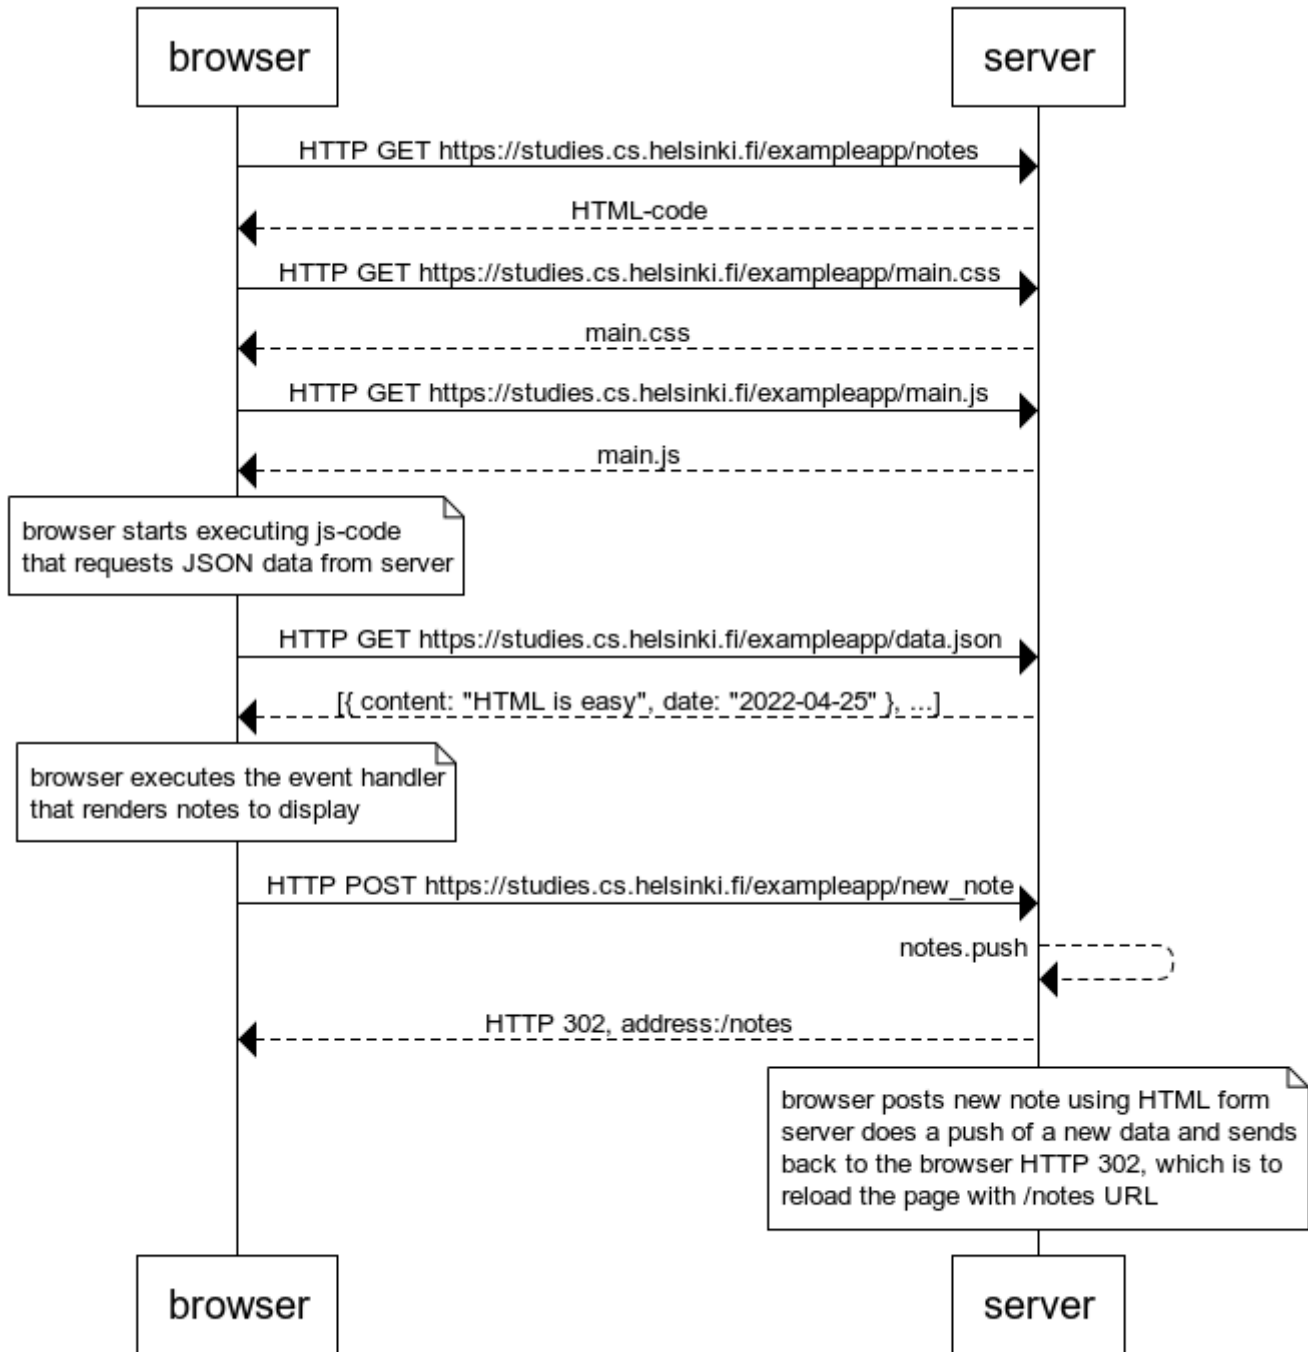 browser server
HTTP GET https://studies.cs.helsinki.fi/exampleapp/notes
HTML-code
HTTP GET https://studies.cs.helsinki.fi/exampleapp/main.css
main.css
HTTP GET https://studies.cs.helsinki.fi/exampleapp/main.js
main.js
browser starts executing js-code
that requests JSON data from server
HTTP GET https://studies.cs.helsinki.fi/exampleapp/data.json
[{ content: "HTML is easy", date: "2022-04-25" }, ...]
browser executes the event handler
that renders notes to display
HTTP POST https://studies.cs.helsinki.fi/exampleapp/new_note
notes.push
HTTP 302, address:/notes
browser posts new note using HTML form
server does a push of a new data and sends
back to the browser HTTP 302, which is to
reload the page with /notes URL
browser server